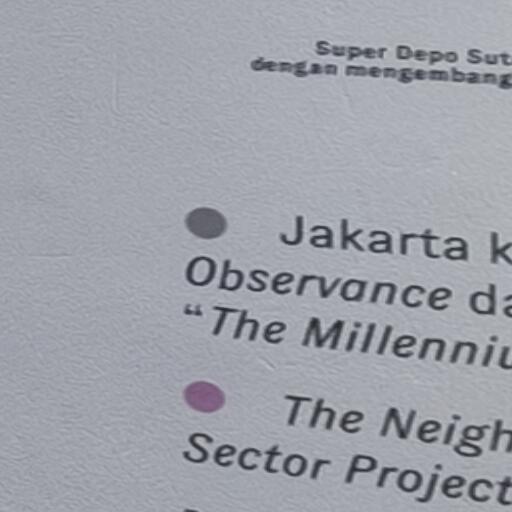 Super Depo Sut
dengan mengembang
Jakarta k
Observance da
“The Millenniu
The Neigh
Sector Project